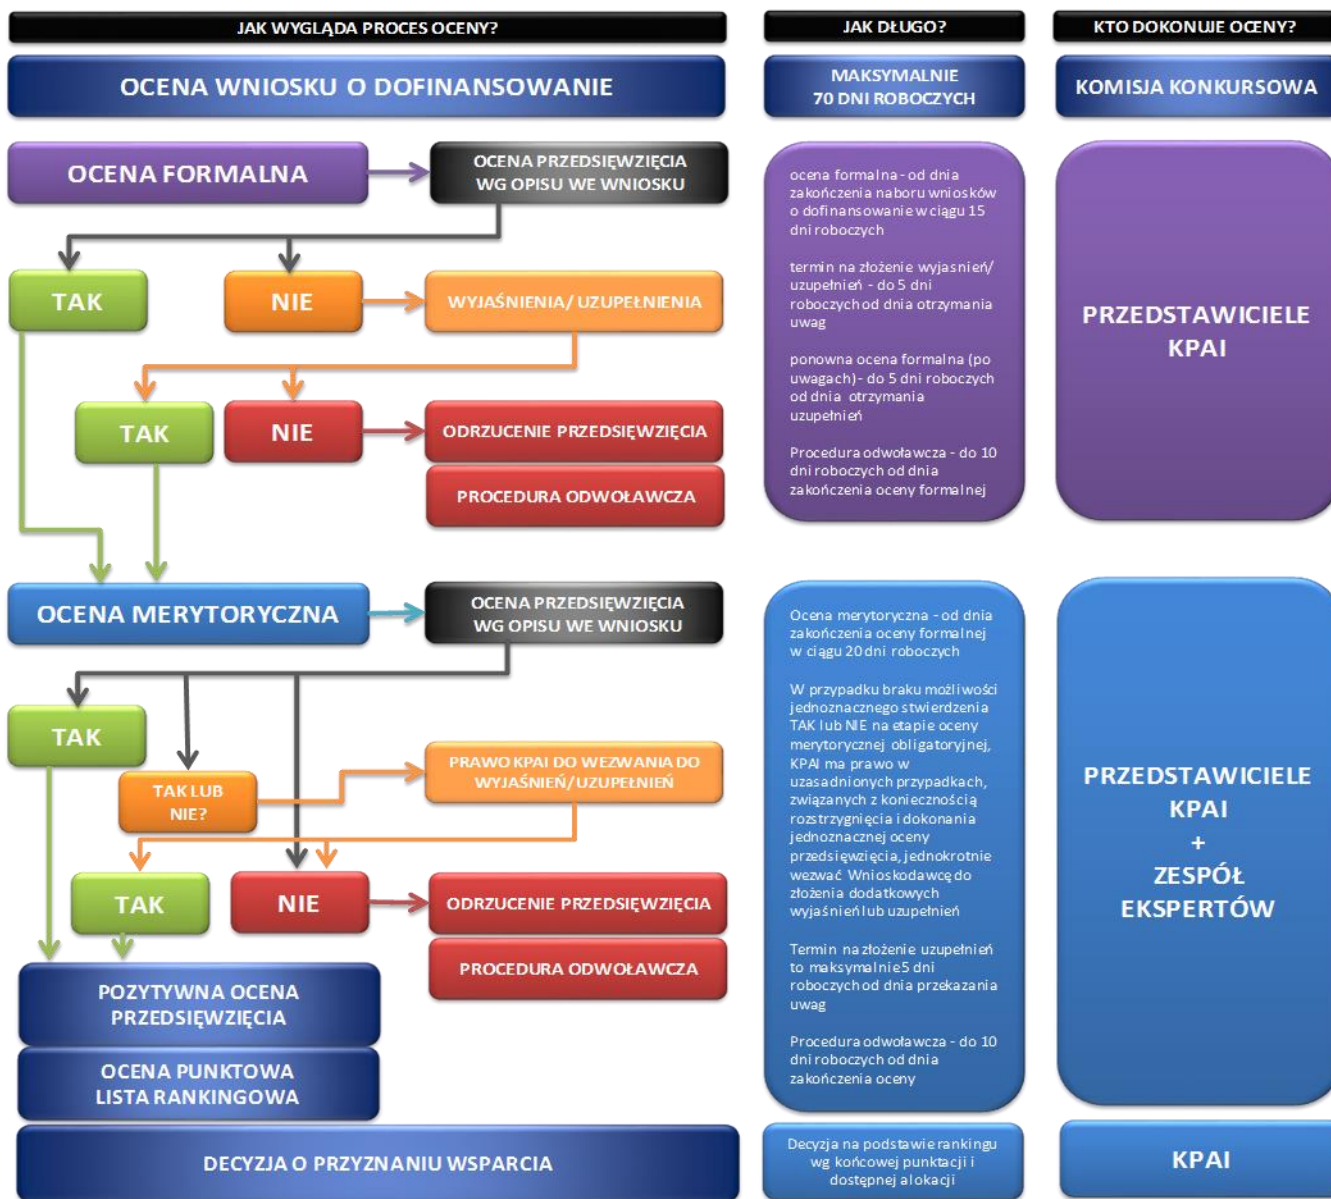 JAK WYGLĄDA PROCES OCENY?
JAK DŁUGO?
KTO DOKONUJE OCENY?
OCENA WNIOSKU O DOFINANSOWANIE
MAKSYMALNIE
70 DNI ROBOCZYCH
KOMISJA KONKURSOWA
OCENA FORMALNA
OCENA PRZEDSIĘWZIĘCIA
WG OPISU WE WNIOSKU
TAK
NIE
WYJAŚNIENIA/ UZUPEŁNIENIA
TAK
NIE
ODRZUCENIE PRZEDSIĘWZIĘCIA
PROCEDURA ODWOŁAWCZA
ocena formalna - od dnia
zakończenia naboru wniosków
o dofinansowanie w ciągu 15
dni roboczych
termin na złożenie wyjasnień/
uzupełnień - do 5 dni
roboczych od dnia otrzymania
uwag
ponowna ocena formalna (po
uwagach) - do 5 dni roboczych
od dnia otrzymania
uzupełnień
Procedura odwoławcza - do 10
dni roboczych od dnia
zakończenia oceny formalnej
PRZEDSTAWICIELE
KPAI
OCENA MERYTORYCZNA
OCENA PRZEDSIĘWZIĘCIA
WG OPISU WE WNIOSKU
TAK
TAK LUB
NIE?
PRAWO KPAI DO WEZWANIA DO
WYJAŚNIEŃ/UZUPEŁNIEŃ
TAK
NIE
ODRZUCENIE PRZEDSIĘWZIĘCIA
PROCEDURA ODWOŁAWCZA
POZYTYWNA OCENA
PRZEDSIĘWZIĘCIA
OCENA PUNKTOWA
LISTA RANKINGOWA
Ocena merytoryczna - od dnia
zakończenia oceny formalnej
w ciągu 20 dni roboczych
W przypadku braku możliwości
jednoznacznego stwierdzenia
TAK lub NIE na etapie oceny
merytorycznej obligatoryjnej,
KPAI ma prawo w
uzasadnionych przypadkach,
związanych z koniecznością
rozstrzygnięcia i dokonania
jednoznacznej oceny
przedsięwzięcia, jednokrotnie
wezwać Wnioskodawcę do
złożenia dodatkowych
wyjaśnień lub uzupełnień
Termin na złożenie uzupełnień
to maksymalnie 5 dni
roboczych od dnia przekazania
uwag
Procedura odwoławcza - do 10
dni roboczych od dnia
zakończenia oceny
PRZEDSTAWICIELE
KPAI
+
ZESPÓŁ
EKSPERTÓW
DECYZJA O PRZYZNANIU WSPARCIA
Decyzja na podstawie rankingu
wg końcowej punktacji i
dostępnej alokacji
KPAI